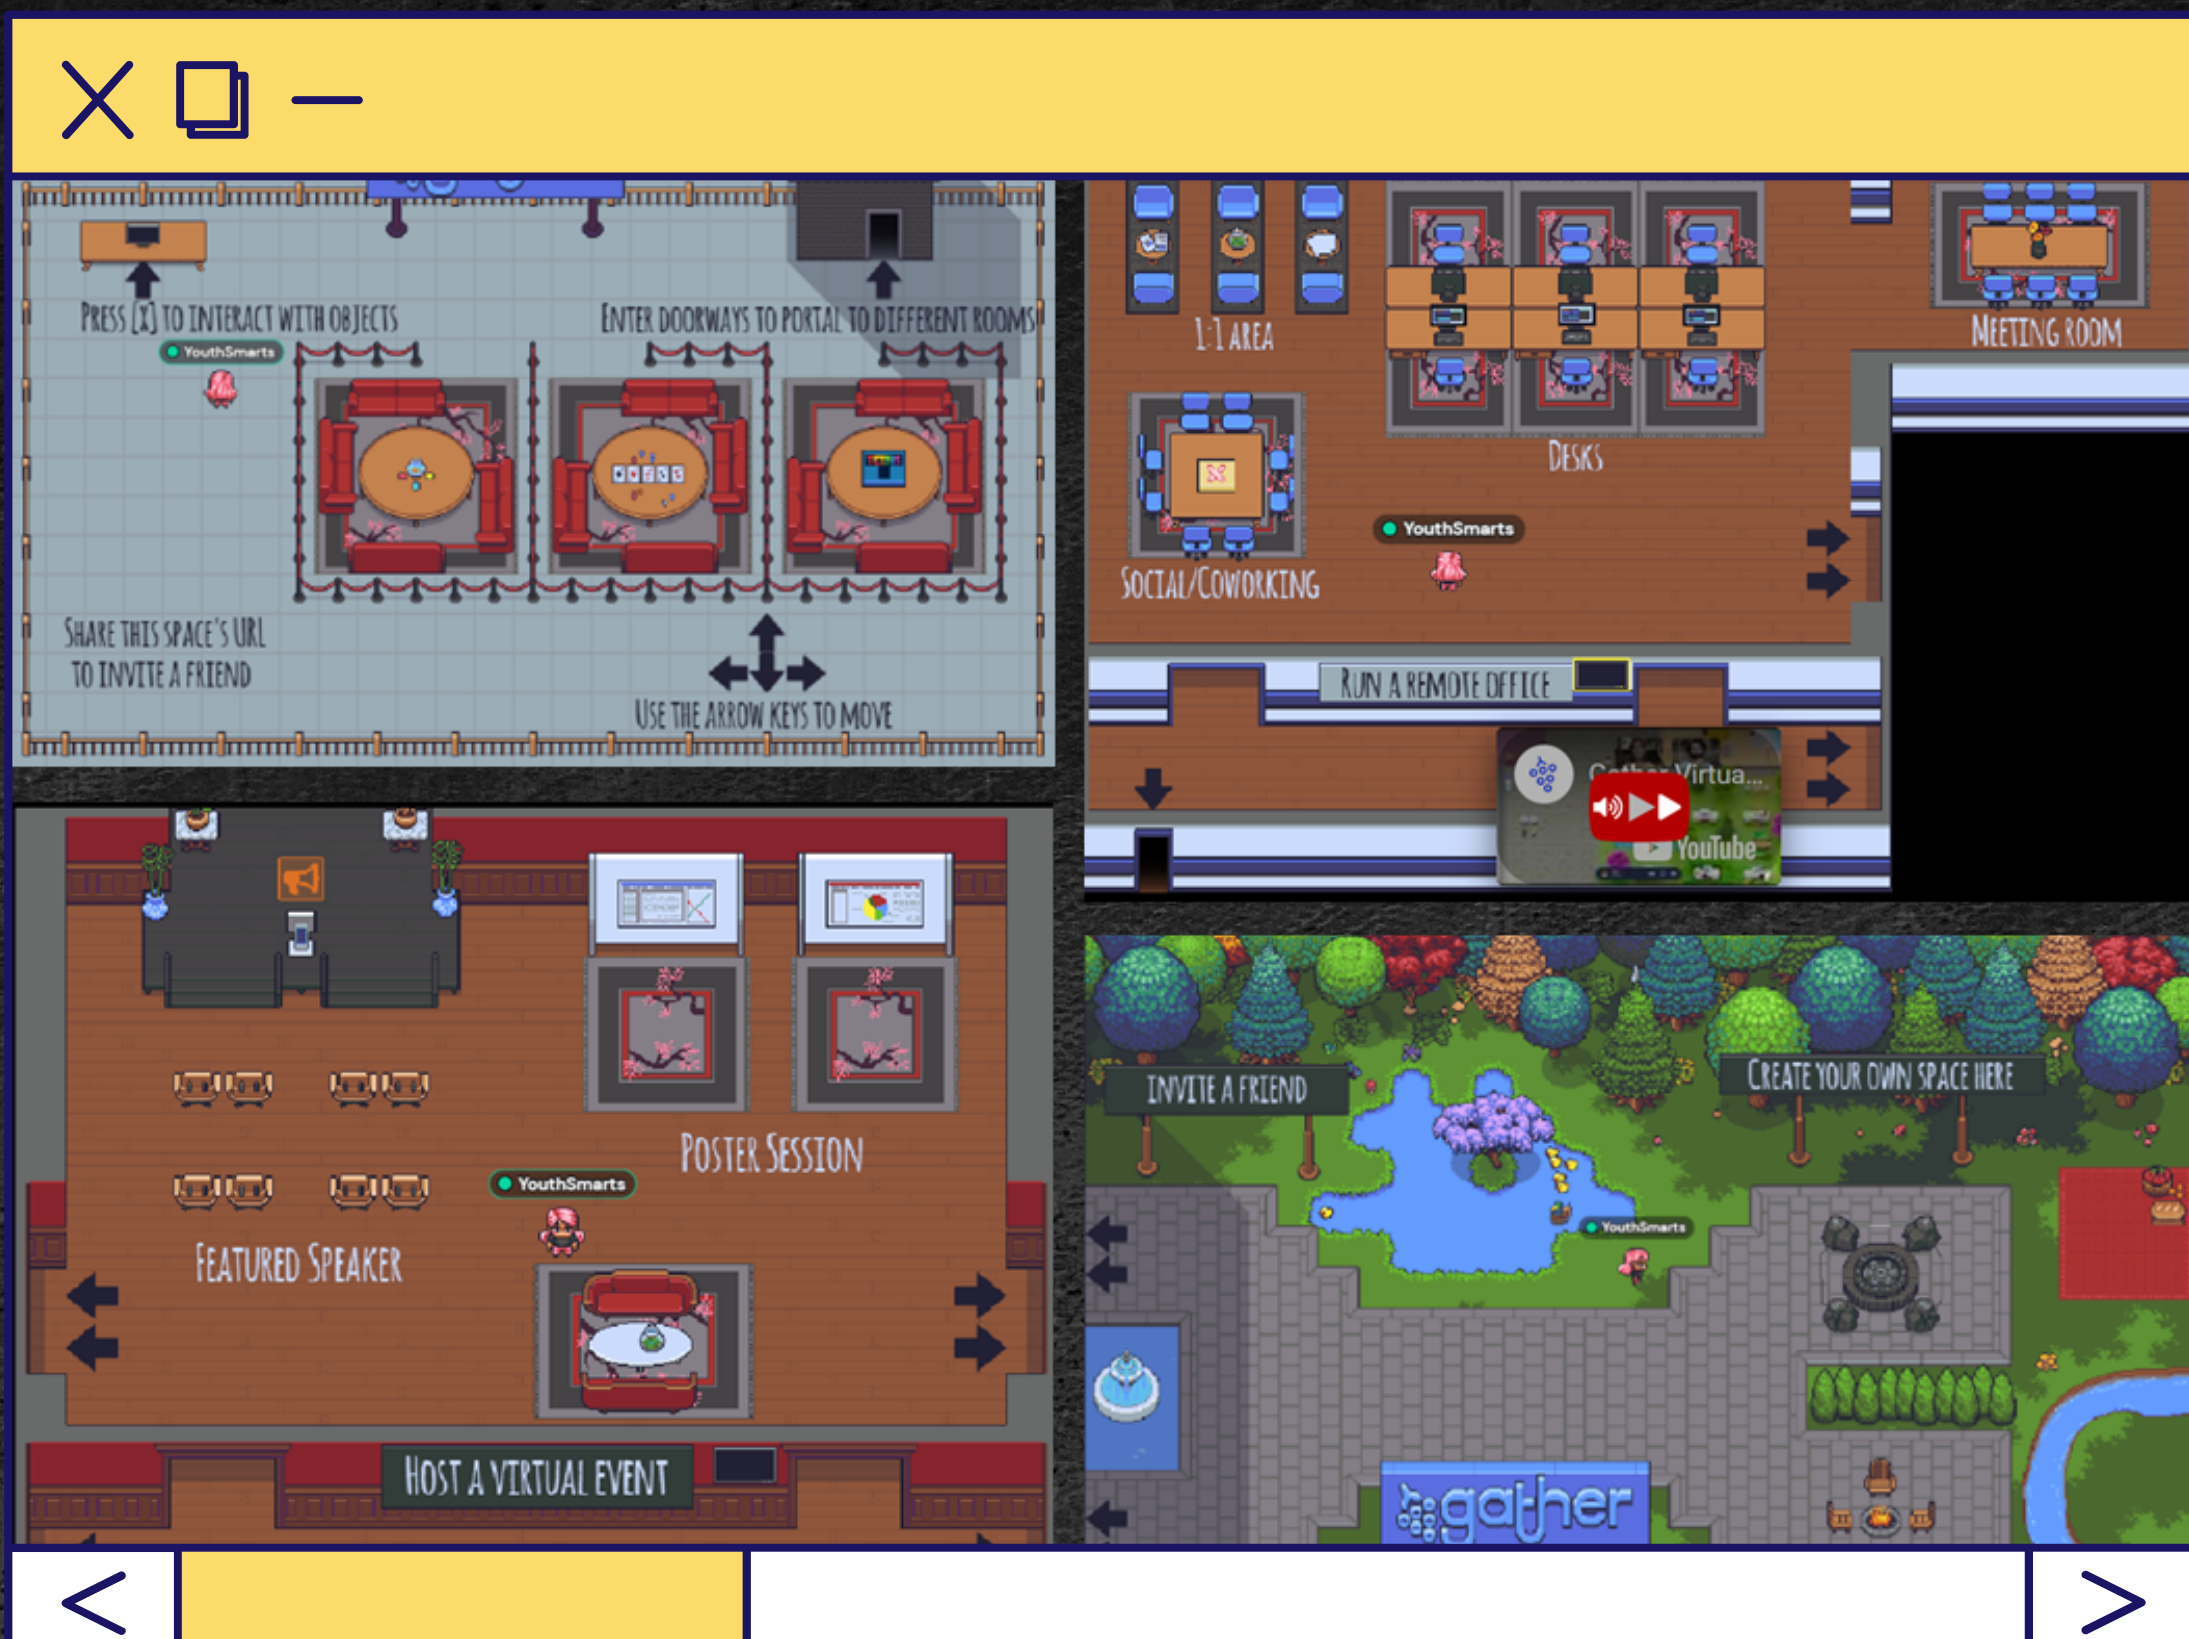 PRESS [X] TO INTERACT WITH OBJECTS
ENTER DOORWAYS TO PORTAL TO DIFFERENT ROOMS
YouthSmarts
SHARE THIS SPACE'S URL
TO INVITE A FRIEND
USE THE ARROW KEYS TO MOVE
1:1 AREA
DESKS
MEETING ROOM
SOCIAL/COWORKING
YouthSmarts
RUN A REMOTE OFFICE
Gather Virtua...
YouTube
POSTER SESSION
YouthSmarts
FEATURED SPEAKER
HOST A VIRTUAL EVENT
INVITE A FRIEND
CREATE YOUR OWN SPACE HERE
YouthSmarts
gather